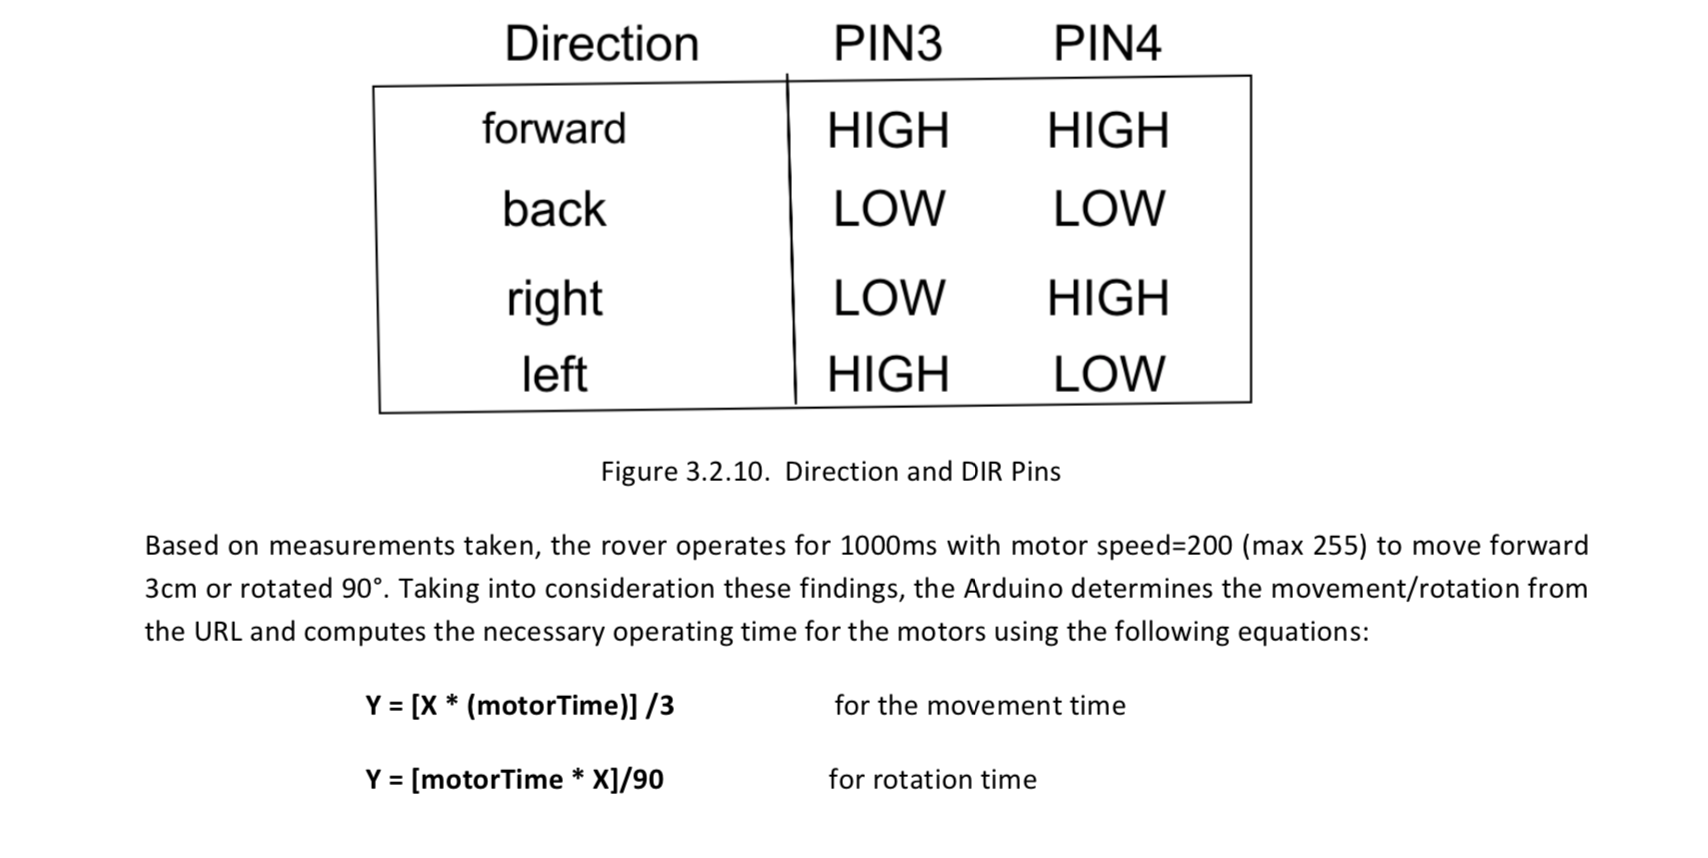 Direction PIN3 PIN4
forward HIGH HIGH
back LOW LOW
right LOW HIGH
left HIGH LOW
Figure 3.2.10. Direction and DIR Pins
Based on measurements taken, the rover operates for 1000ms with motor speed=200 (max 255) to move forward
3cm or rotated 90°. Taking into consideration these findings, the Arduino determines the movement/rotation from
the URL and computes the necessary operating time for the motors using the following equations:
Y = [X * (motorTime)] /3 for the movement time
Y = [motorTime * X]/90 for rotation time